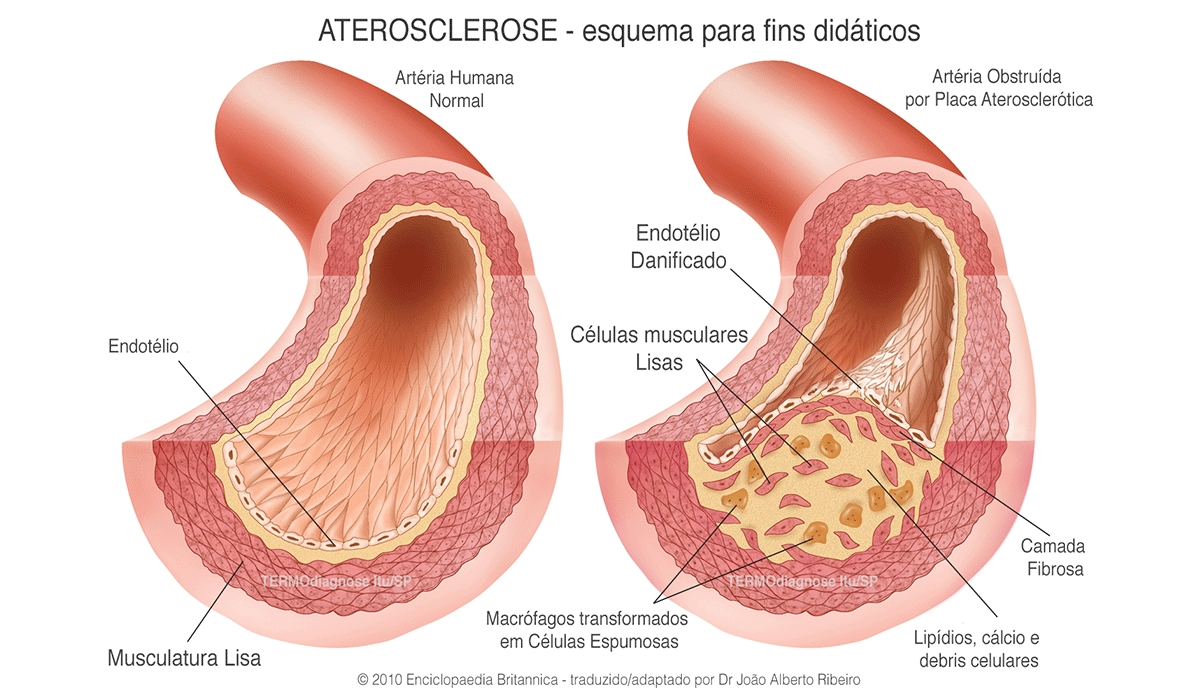 ATEROSCLEROSE - esquema para fins didáticos
Artéria Humana
Normal
Artéria Obstruída
por Placa Aterosclerótica
Endotélio
Danificado
Células musculares
Lisas
Endotélio
Camada
Fibrosa
TERMOdiagnose Itu/SP
TERMOdiagnose Itu/SP
Macrófagos transformados
em Células Espumosas
Lipídios, cálcio e
debris celulares
Musculatura Lisa
© 2010 Enciclopaedia Britannica - traduzido/adaptado por Dr João Alberto Ribeiro